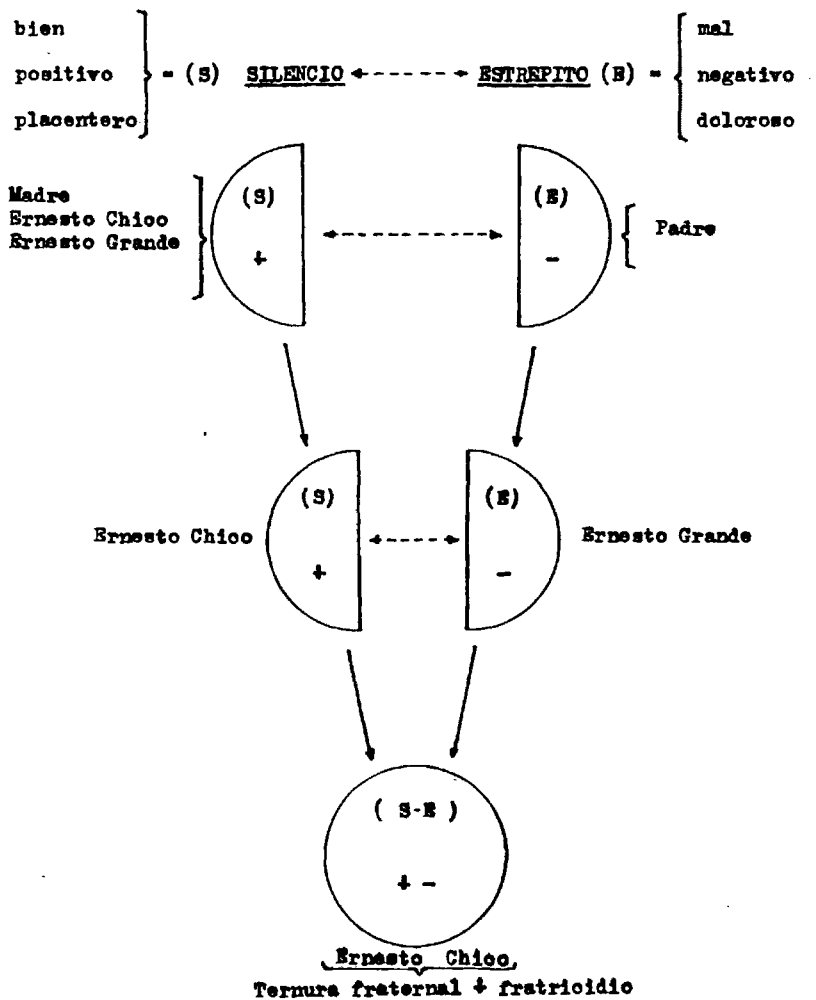 bien
positivo
placentero
= (S) SILENCIO
ESTREPITO (E) =
mal
negativo
doloroso
Madre
Ernesto Chico
Ernesto Grande
(S)
+
(E)
-
Padre
Ernesto Chico
(S)
+
(E)
-
Ernesto Grande
( S-E )
+ -
Ernesto Chico
Ternura fraternal + fratricidio